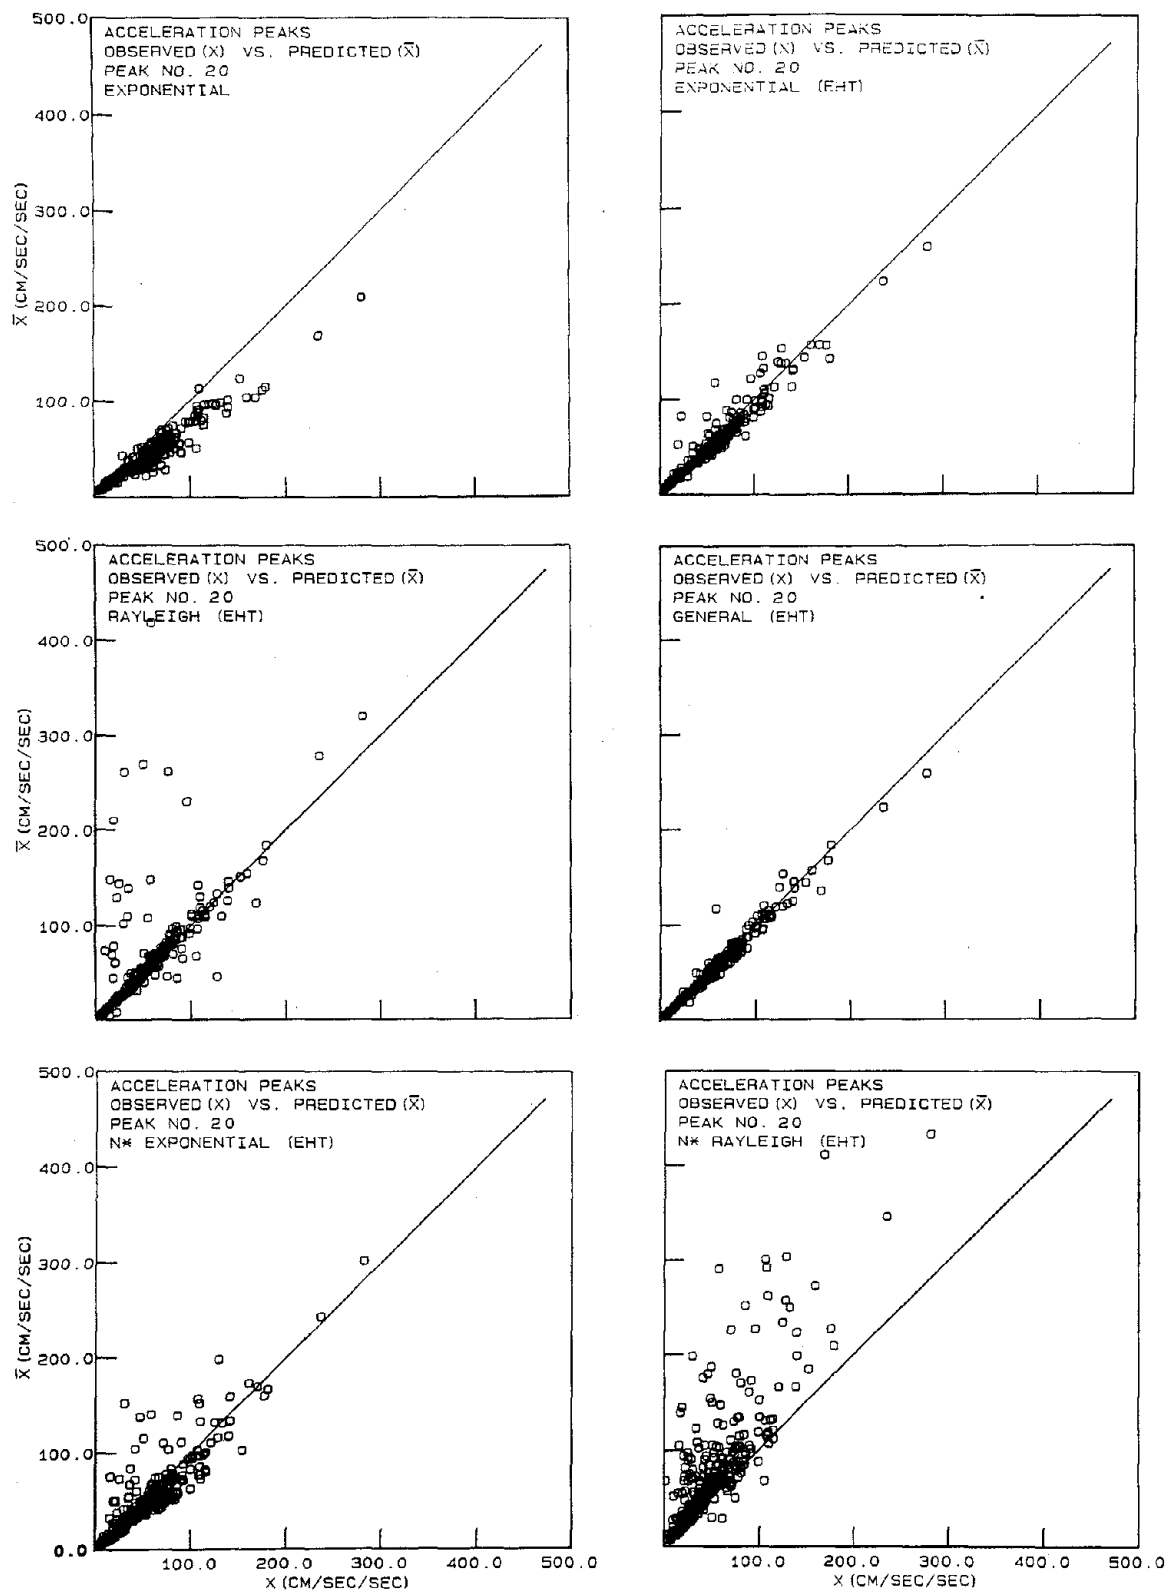 500.0
ACCELERATION PEAKS
OBSERVED (X) VS. PREDICTED (X̅)
PEAK NO. 20
EXPONENTIAL
400.0
300.0
200.0
100.0
X̅ (CM/SEC/SEC)
ACCELERATION PEAKS
OBSERVED (X) VS. PREDICTED (X̅)
PEAK NO. 20
EXPONENTIAL (EHT)
500.0
ACCELERATION PEAKS
OBSERVED (X) VS. PREDICTED (X̅)
PEAK NO. 20
RAYLEIGH (EHT)
400.0
300.0
200.0
100.0
X̅ (CM/SEC/SEC)
ACCELERATION PEAKS
OBSERVED (X) VS. PREDICTED (X̅)
PEAK NO. 20
GENERAL (EHT)
500.0
ACCELERATION PEAKS
OBSERVED (X) VS. PREDICTED (X̅)
PEAK NO. 20
N* EXPONENTIAL (EHT)
400.0
300.0
200.0
100.0
0.0
X̅ (CM/SEC/SEC)
100.0 200.0 300.0 400.0 500.0
X (CM/SEC/SEC)
ACCELERATION PEAKS
OBSERVED (X) VS. PREDICTED (X̅)
PEAK NO. 20
N* RAYLEIGH (EHT)
100.0 200.0 300.0 400.0 500.0
X (CM/SEC/SEC)